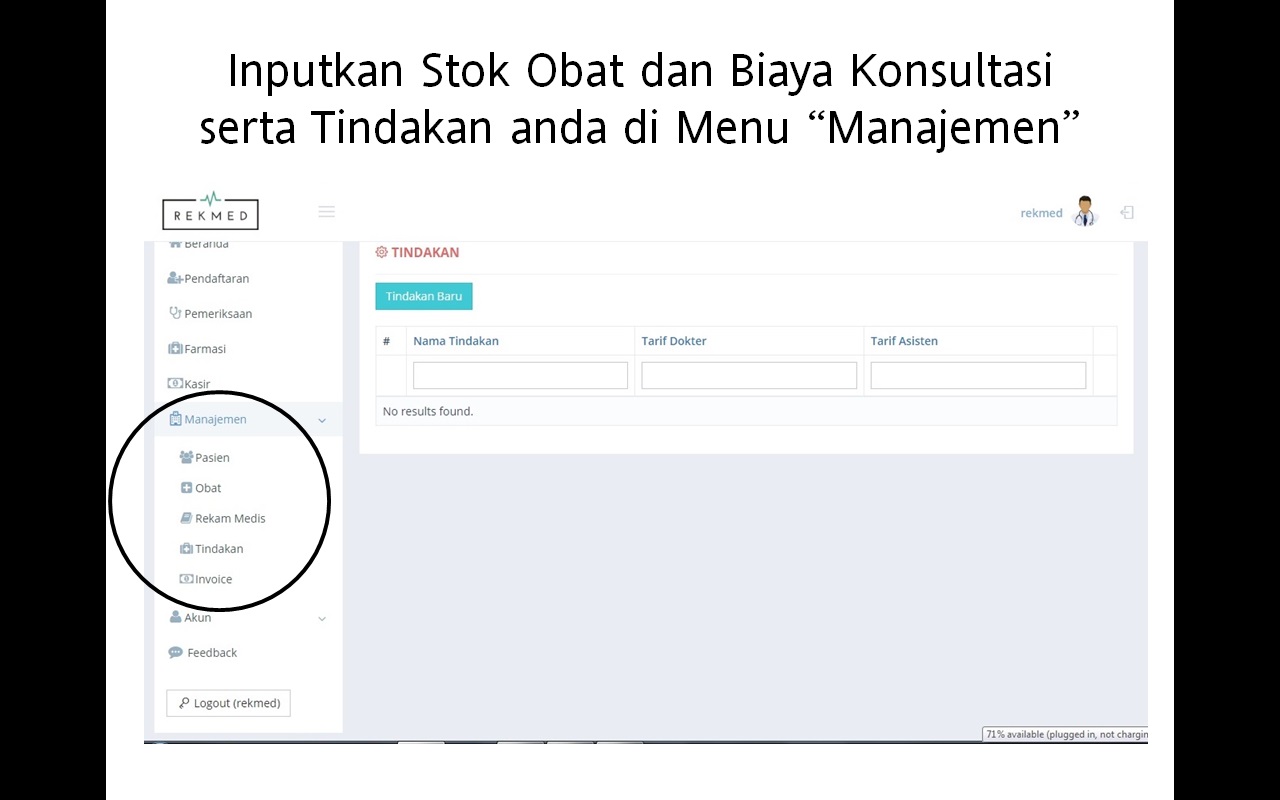 Inputkan Stok Obat dan Biaya Konsultasi
serta Tindakan anda di Menu “Manajemen”
REKMED
rekmed
Beranda
Pendaftaran
Pemeriksaan
Farmasi
Kasir
Manajemen
Pasien
Obat
Rekam Medis
Tindakan
Invoice
Akun
Feedback
Logout (rekmed)
TINDAKAN
Tindakan Baru
# Nama Tindakan Tarif Dokter Tarif Asisten
No results found.
71% available (plugged in, not chargin